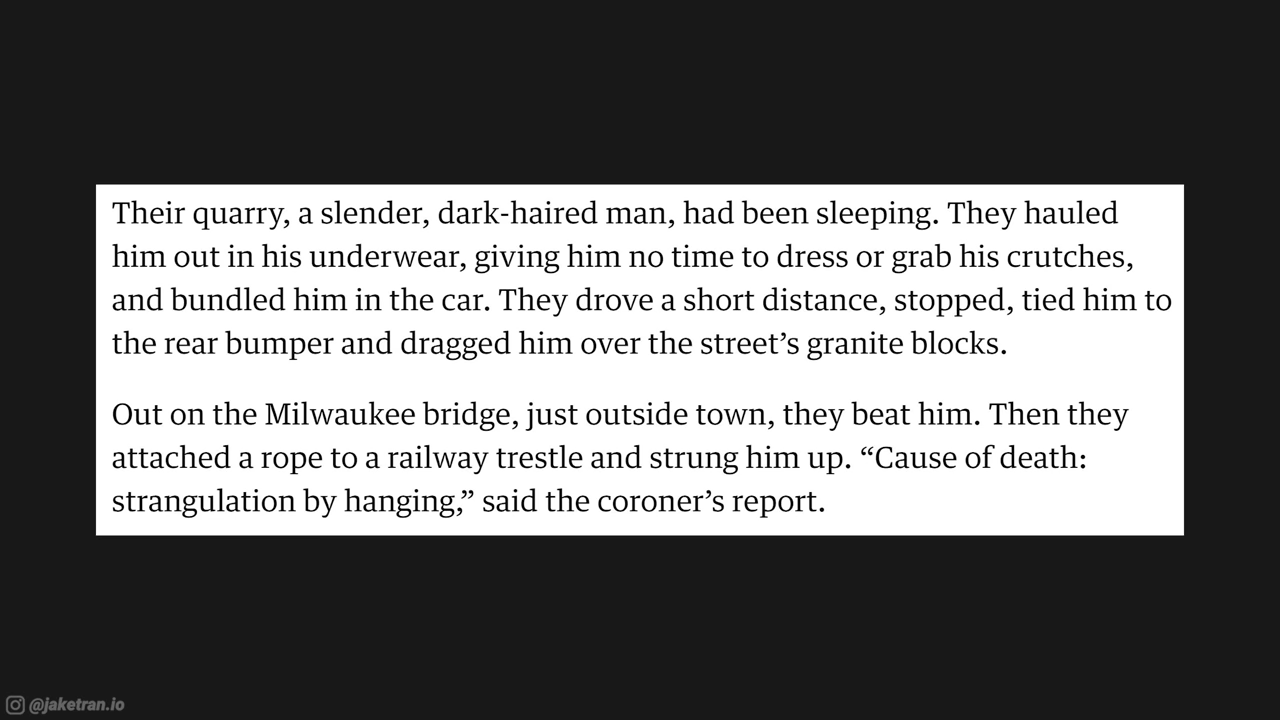 Their quarry, a slender, dark-haired man, had been sleeping. They hauled
him out in his underwear, giving him no time to dress or grab his crutches,
and bundled him in the car. They drove a short distance, stopped, tied him to
the rear bumper and dragged him over the street’s granite blocks.
Out on the Milwaukee bridge, just outside town, they beat him. Then they
attached a rope to a railway trestle and strung him up. “Cause of death:
strangulation by hanging,” said the coroner’s report.
@jaketran.io